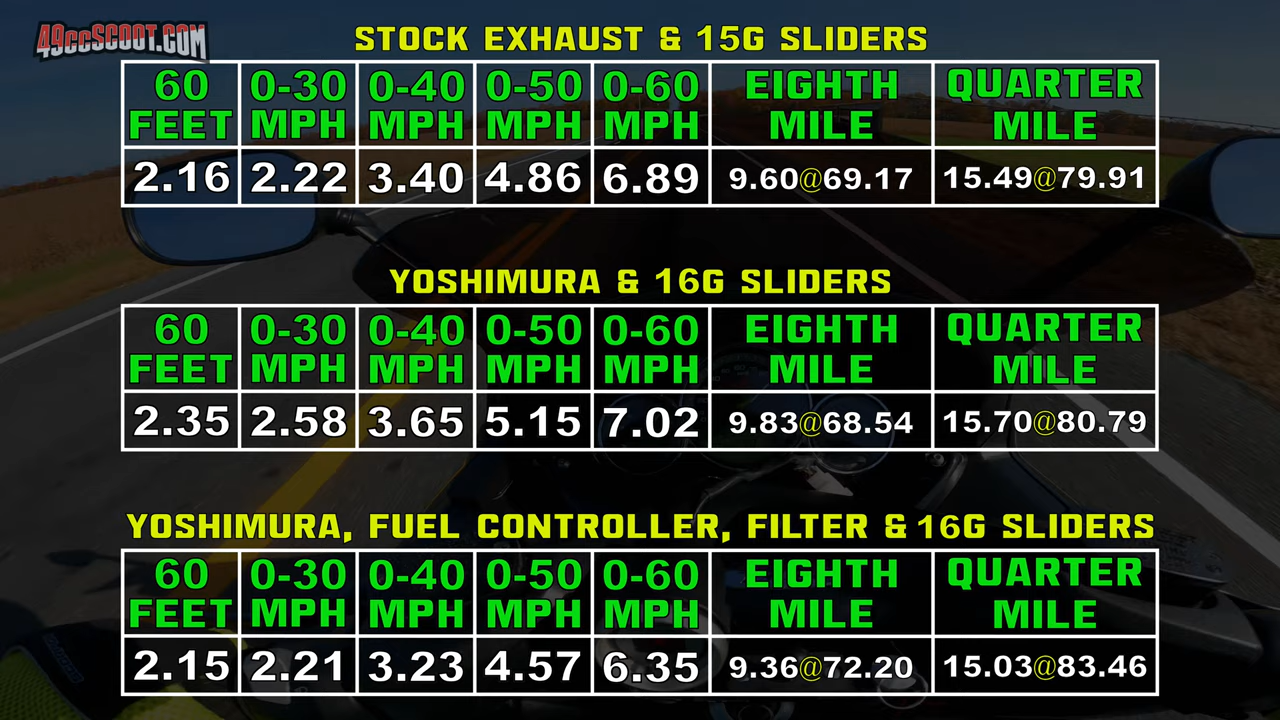 49ccSCOOT.COM
STOCK EXHAUST & 15G SLIDERS
60 FEET 0-30 MPH 0-40 MPH 0-50 MPH 0-60 MPH EIGHTH MILE QUARTER MILE
2.16 2.22 3.40 4.86 6.89 9.60@69.17 15.49@79.91
YOSHIMURA & 16G SLIDERS
60 FEET 0-30 MPH 0-40 MPH 0-50 MPH 0-60 MPH EIGHTH MILE QUARTER MILE
2.35 2.58 3.65 5.15 7.02 9.83@68.54 15.70@80.79
YOSHIMURA, FUEL CONTROLLER, FILTER & 16G SLIDERS
60 FEET 0-30 MPH 0-40 MPH 0-50 MPH 0-60 MPH EIGHTH MILE QUARTER MILE
2.15 2.21 3.23 4.57 6.35 9.36@72.20 15.03@83.46